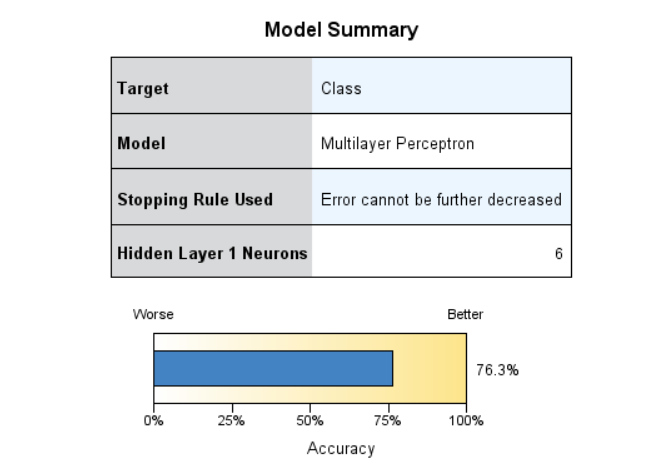 Model Summary
Target Class
Model Multilayer Perceptron
Stopping Rule Used Error cannot be further decreased
Hidden Layer 1 Neurons 6
Worse Better
76.3%
0% 25% 50% 75% 100%
Accuracy